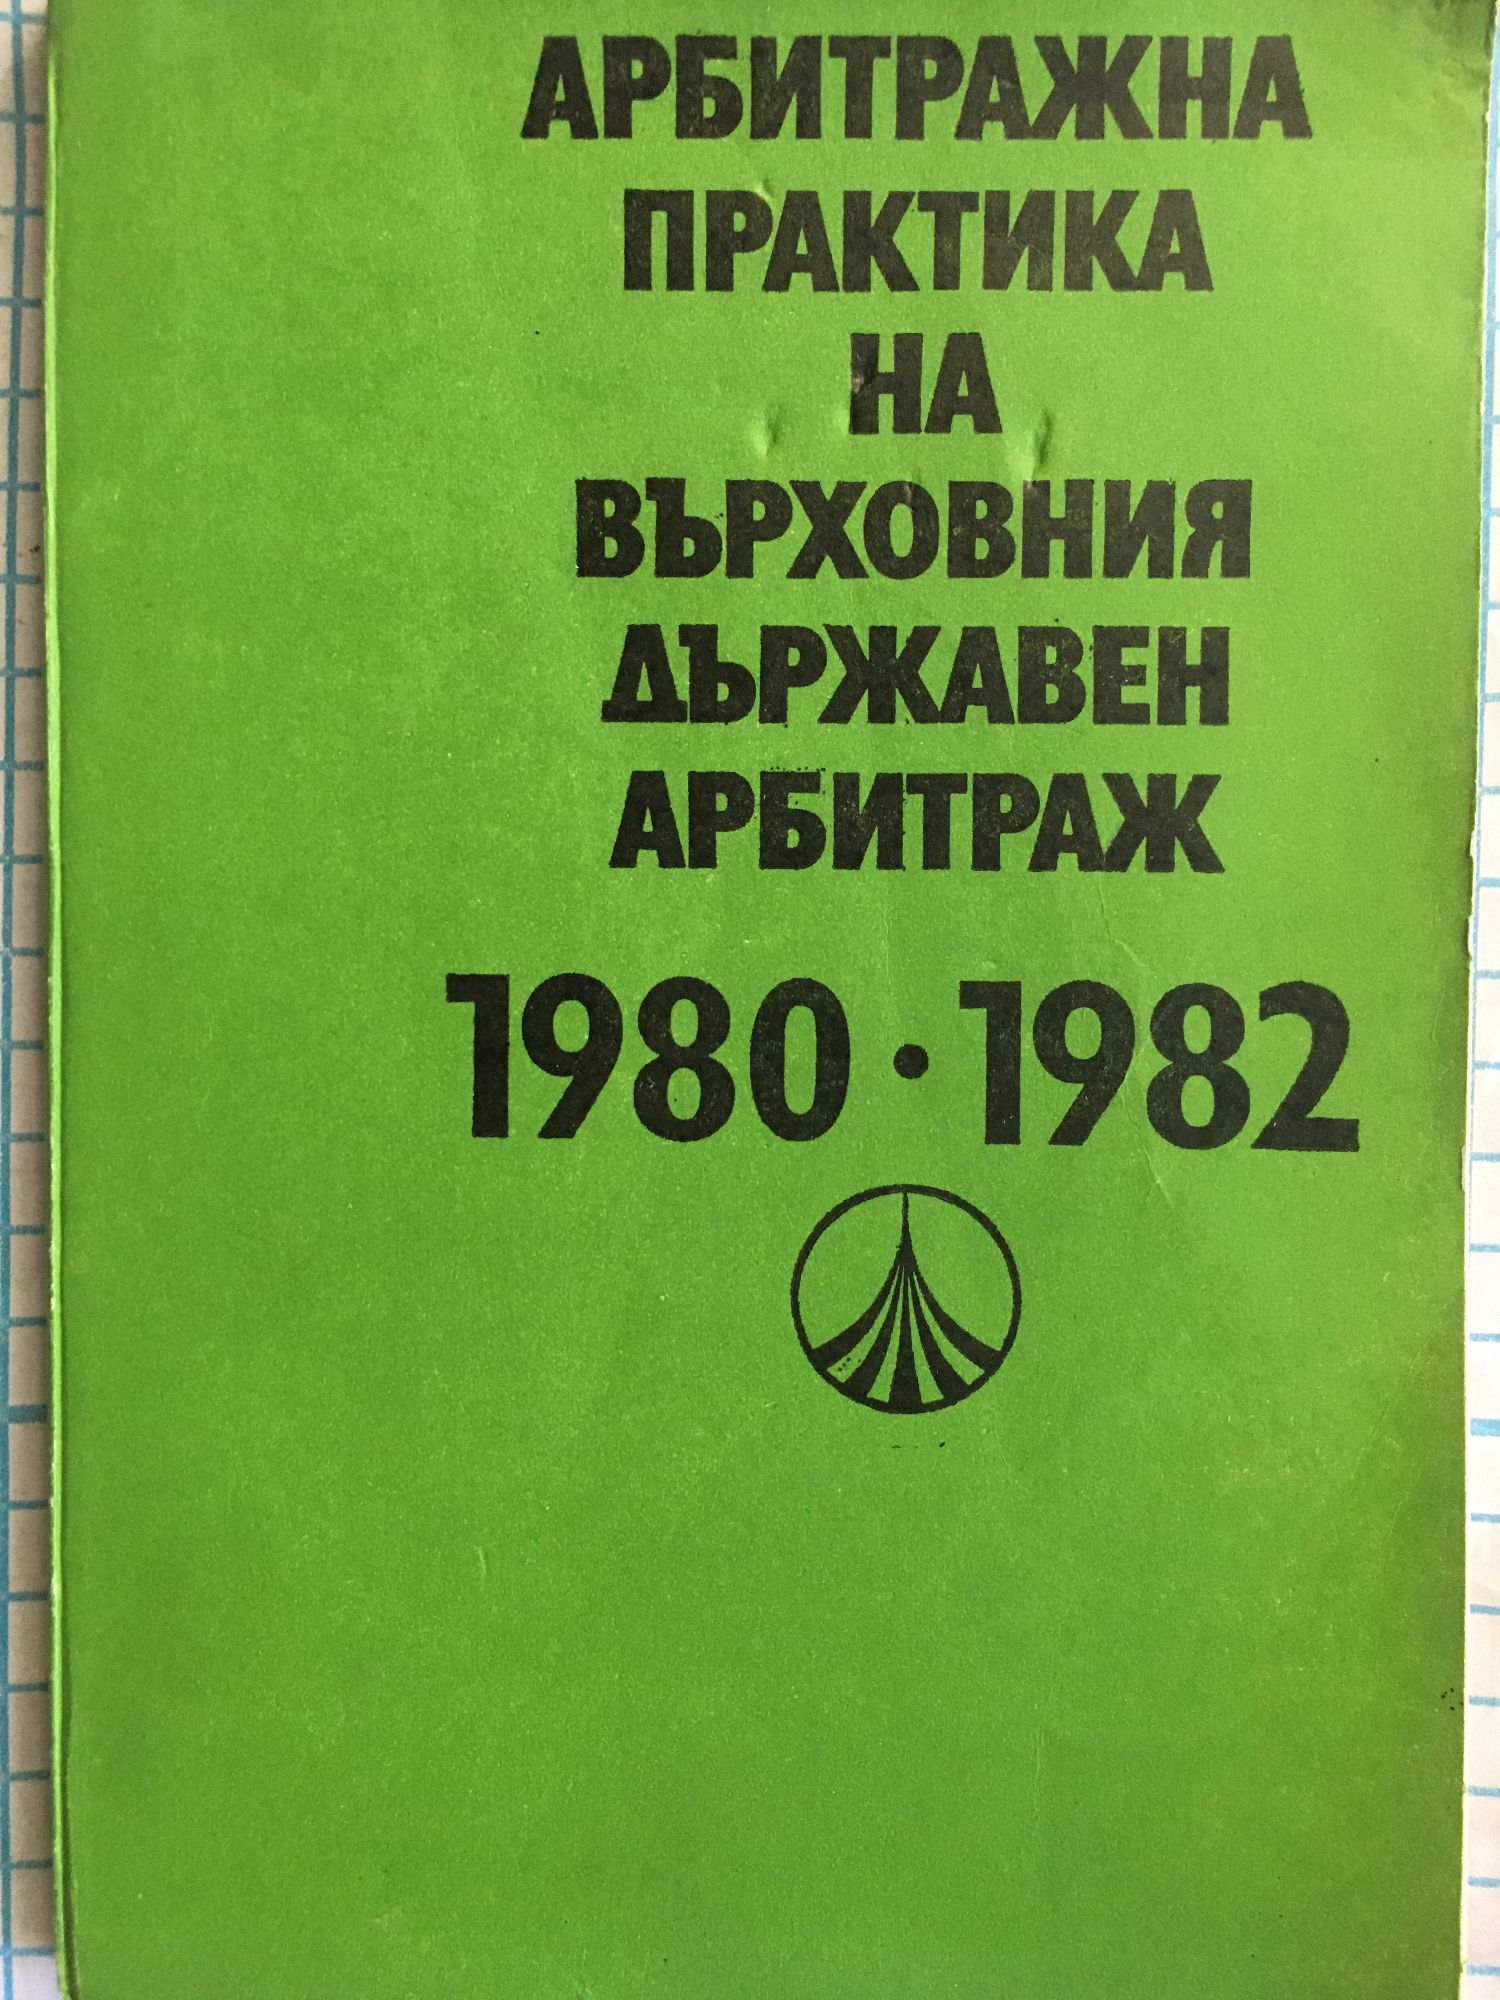 АРБИТРАЖНА
ПРАКТИКА
НА
ВЪРХОВНИЯ
ДЪРЖАВЕН
АРБИТРАЖ
1980 · 1982